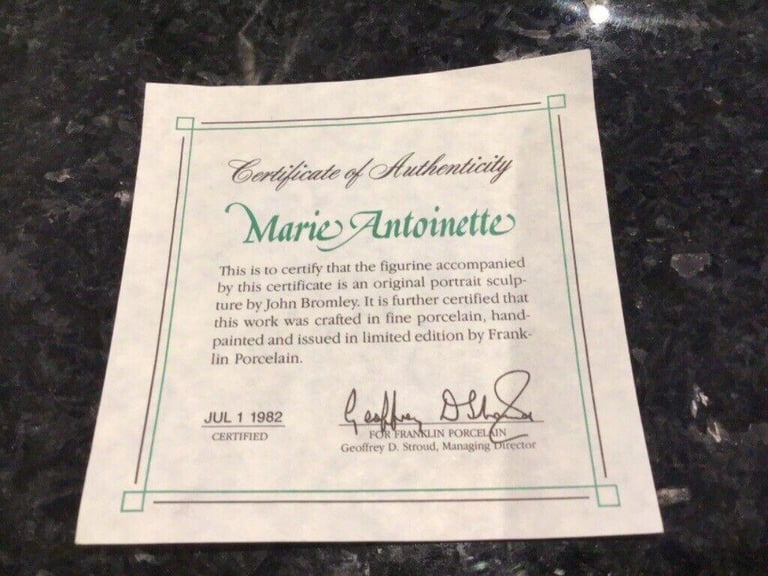 Certificate of Authenticity
Marie Antoinette
This is to certify that the figurine accompanied
by this certificate is an original portrait sculp-
ture by John Bromley. It is further certified that
this work was crafted in fine porcelain, hand-
painted and issued in limited edition by Frank-
lin Porcelain.
JUL 1 1982
CERTIFIED
Geoffrey D Stroud
FOR FRANKLIN PORCELAIN
Geoffrey D. Stroud, Managing Director